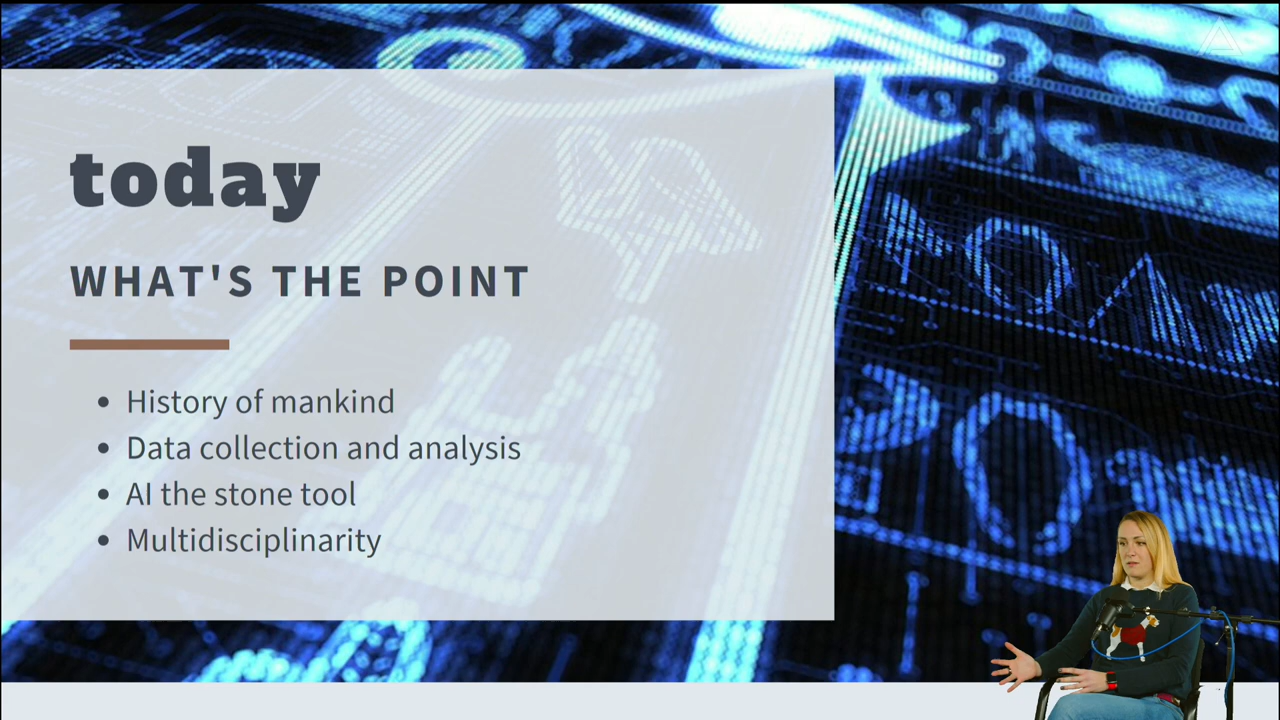 today
WHAT'S THE POINT
• History of mankind
• Data collection and analysis
• AI the stone tool
• Multidisciplinarity